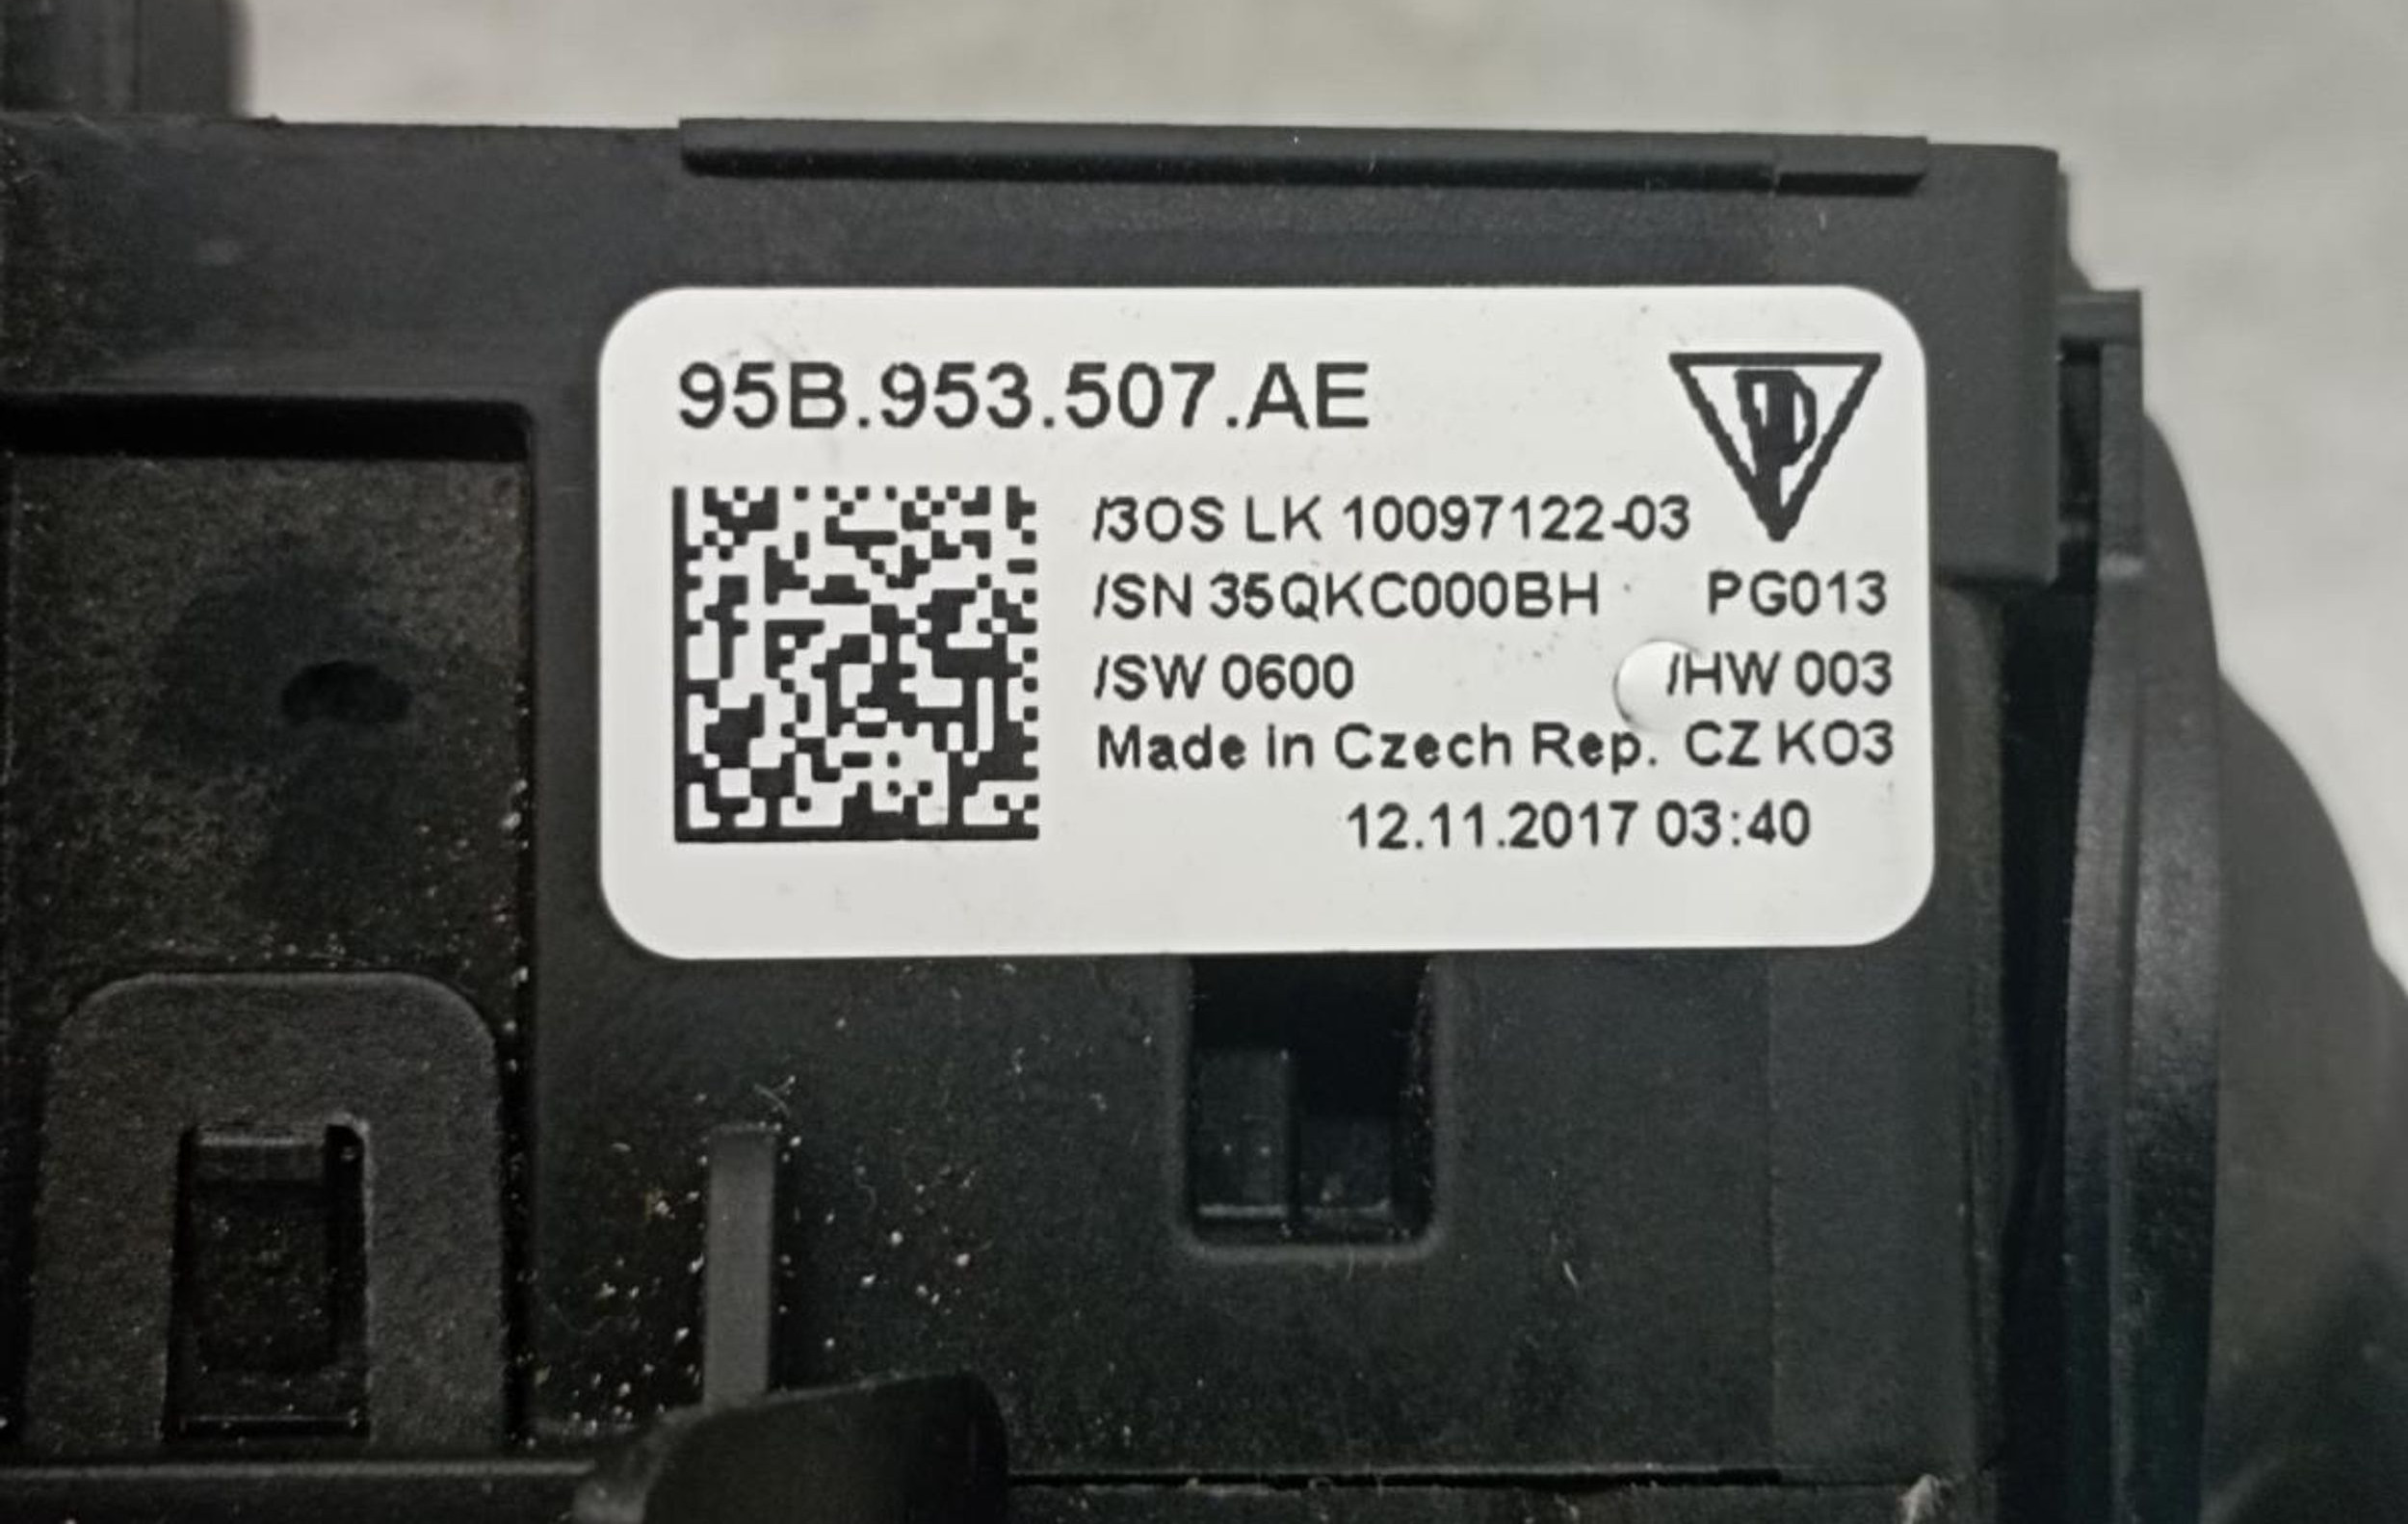 95B.953.507.AE
/3OS LK 10097122-03
/SN 35QKC000BH PG013
/SW 0600 /HW 003
Made in Czech Rep. CZ KO3
12.11.2017 03:40